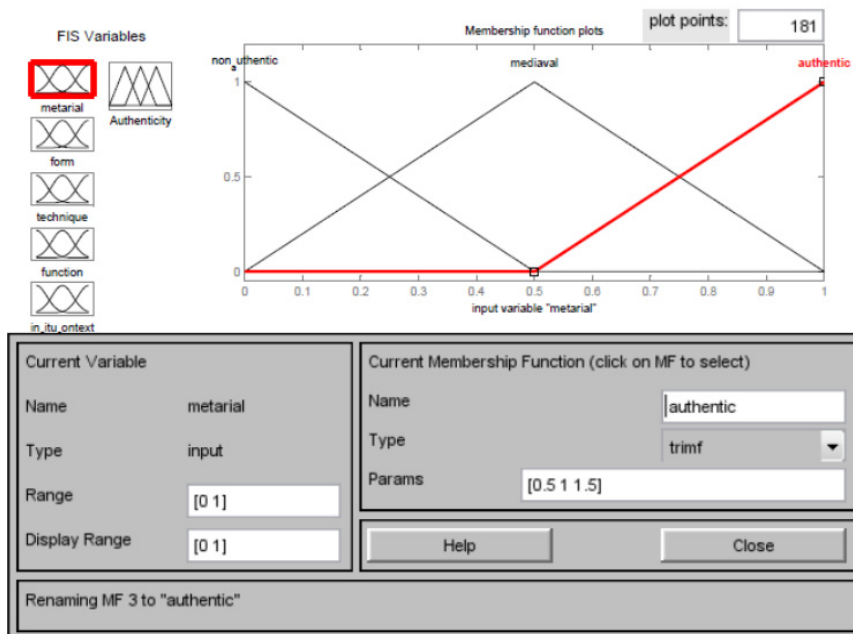 FIS Variables
Membership function plots
plot points: 181
metarial
Authenticity
form
technique
function
in_itu_ontext
non_authentic
mediaval
authentic
1
0.5
0
0 0.1 0.2 0.3 0.4 0.5 0.6 0.7 0.8 0.9 1
input variable "metarial"
Current Variable
Name metarial
Type input
Range [0 1]
Display Range [0 1]
Current Membership Function (click on MF to select)
Name authentic
Type trimf
Params [0.5 1 1.5]
Help Close
Renaming MF 3 to "authentic"